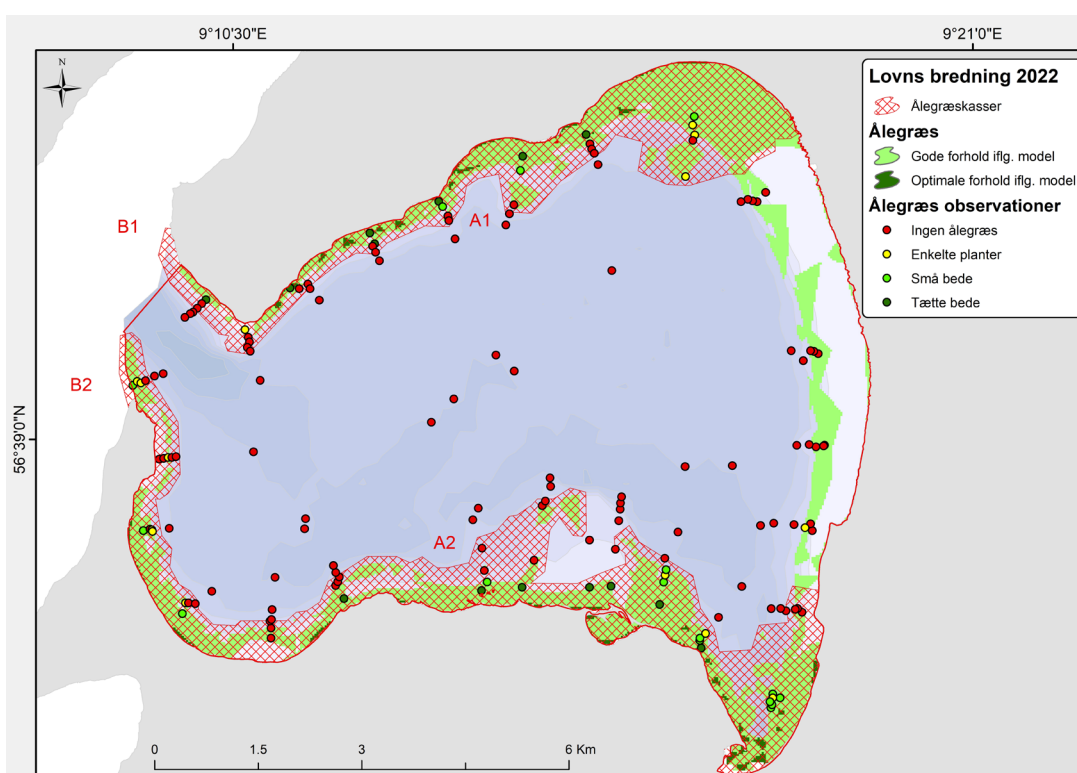 9°10'30"E
9°21'0"E
N
Lovns bredning 2022
Ålegræskasser
Ålegræs
Gode forhold iflg. model
Optimale forhold iflg. model
Ålegræs observationer
Ingen ålegræs
Enkelte planter
Små bede
Tætte bede
B1
A1
B2
56°39'0"N
A2
0
1.5
3
6 Km